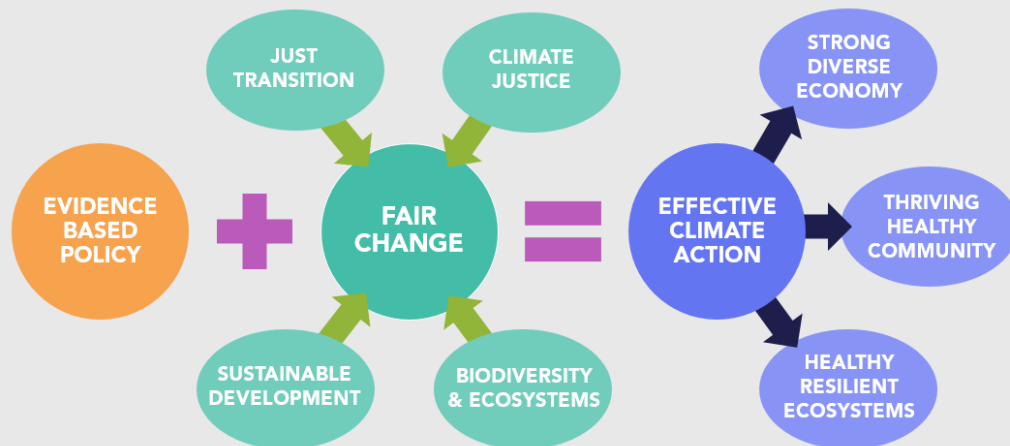 JUST
TRANSITION
CLIMATE
JUSTICE
STRONG
DIVERSE
ECONOMY
EVIDENCE
BASED
POLICY
FAIR
CHANGE
EFFECTIVE
CLIMATE
ACTION
THRIVING
HEALTHY
COMMUNITY
SUSTAINABLE
DEVELOPMENT
BIODIVERSITY
& ECOSYSTEMS
HEALTHY
RESILIENT
ECOSYSTEMS